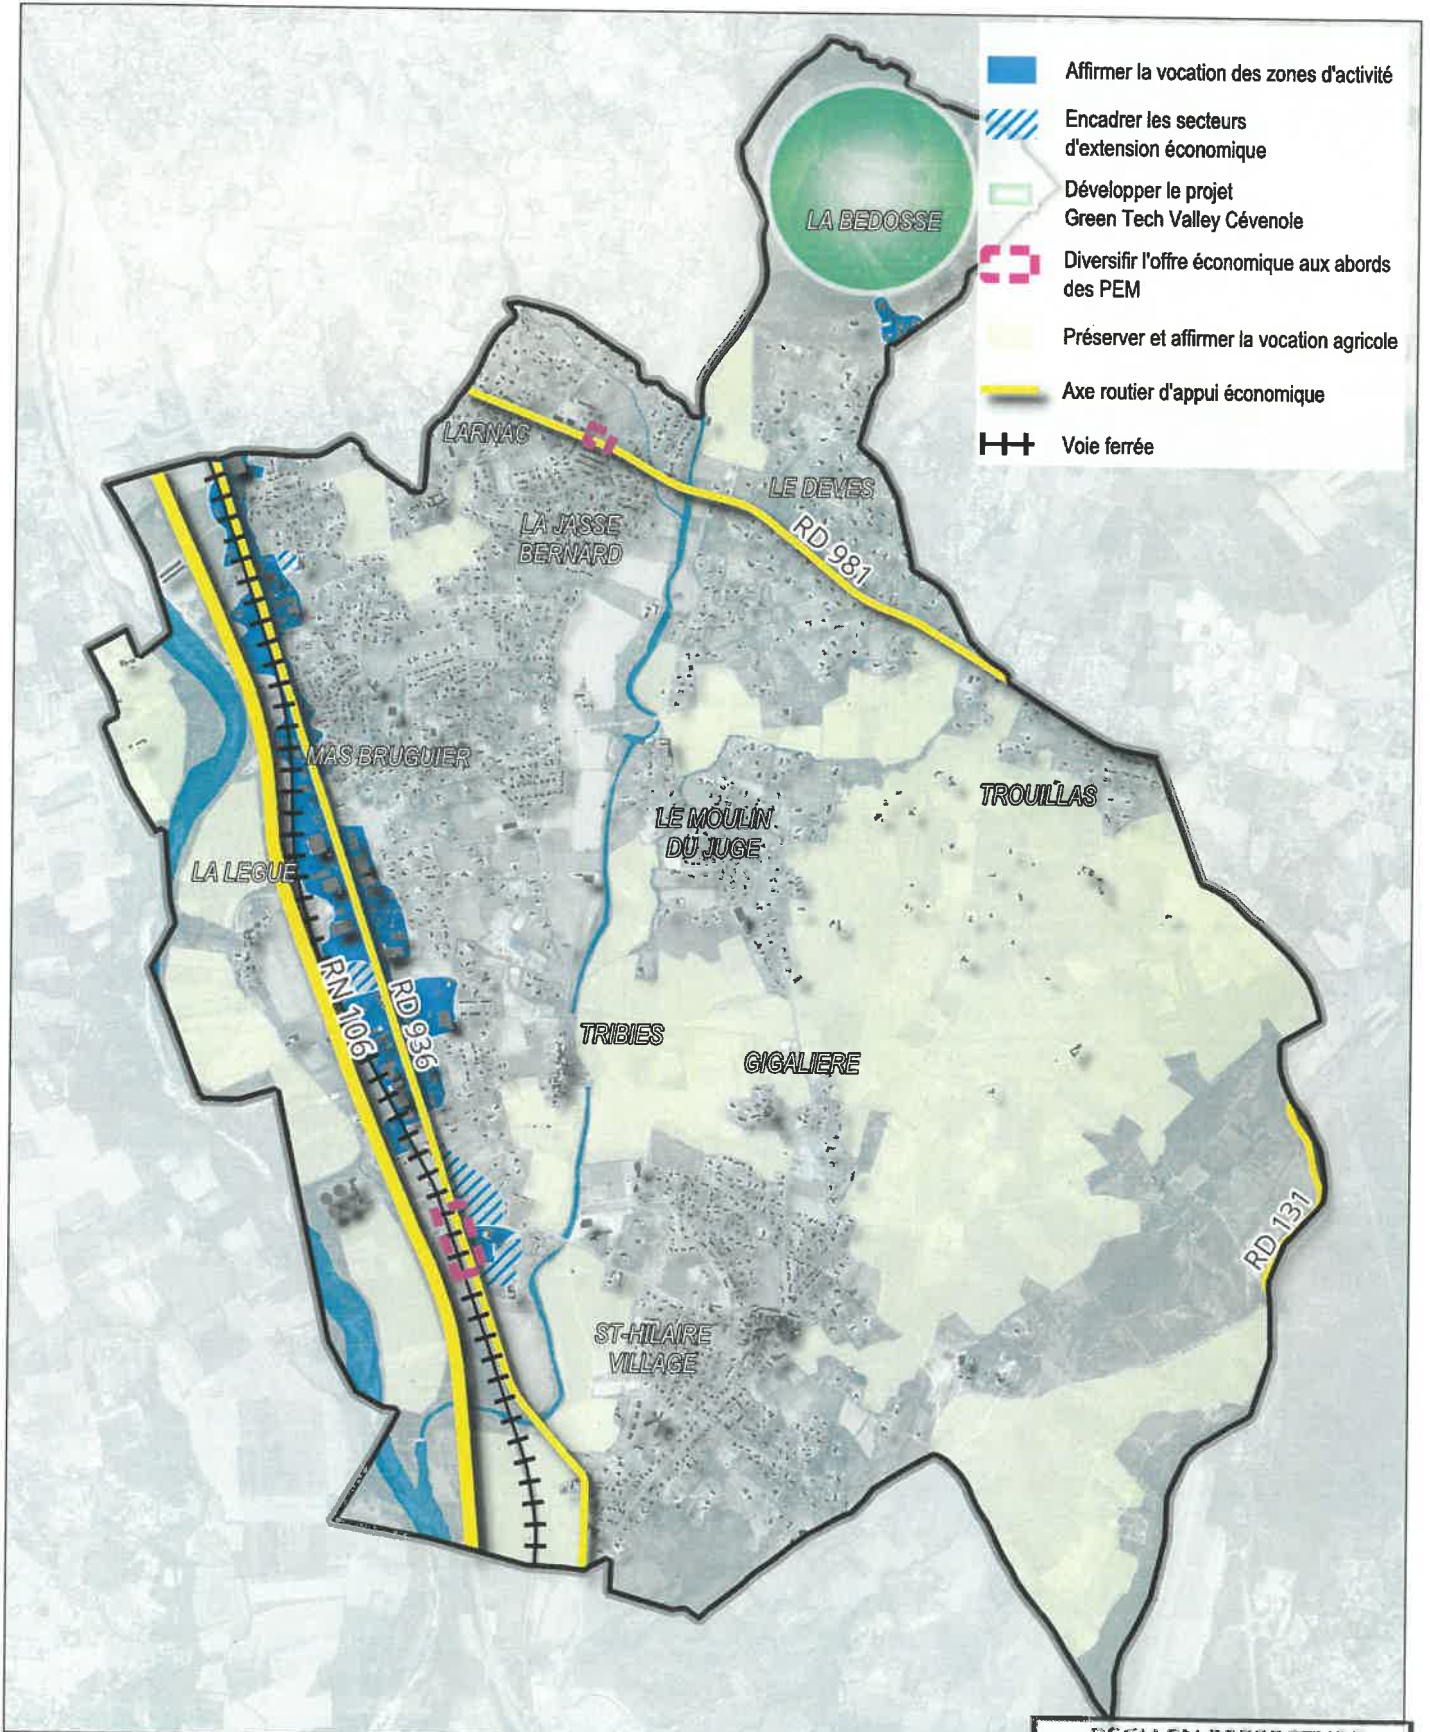 Affirmer la vocation des zones d'activité
Encadrer les secteurs
d'extension économique
Développer le projet
Green Tech Valley Cévenole
Diversifir l'offre économique aux abords
des PEM
Préserver et affirmer la vocation agricole
Axe routier d'appui économique
Voie ferrée
LA BEDOSSE
LARNAC
LE DEVES
LA JASSE
BERNARD
RD 981
MAS BRUGUIER
TROUILLAS
LE MOULIN
DU JUGE
LA LEGUE
RN 106
RD 936
TRIBIES
GIGALIERE
RD 131
ST-HILAIRE
VILLAGE